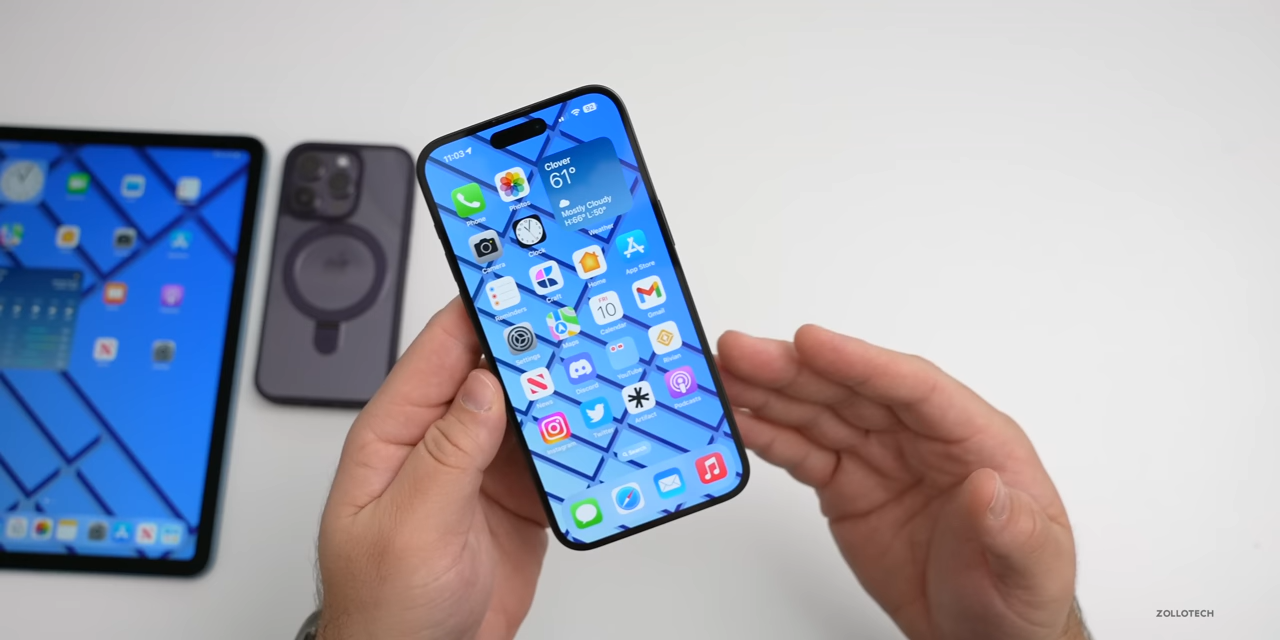 11:03
92
Clover
61°
Mostly Cloudy
H:66° L:50°
Phone
Photos
Weather
Camera
Clock
Home
App Store
Reminders
Craft
FRI
10
Calendar
Gmail
Settings
Maps
YouTube
Rivian
News
Discord
Artifact
Podcasts
Instagram
Twitter
Search
ZOLLOTECH